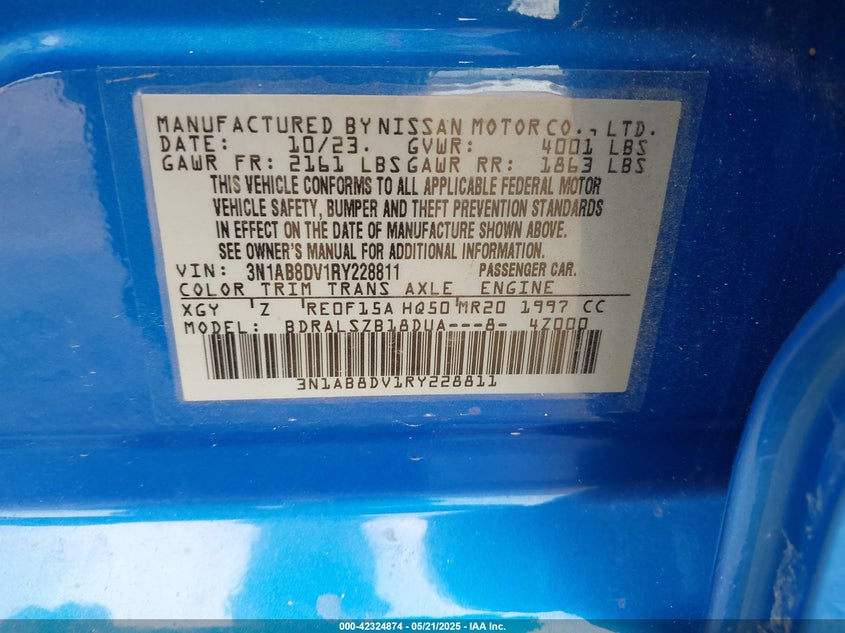 MANUFACTURED BY NISSAN MOTOR CO., LTD.
DATE: 10/23. GVWR: 4001 LBS
GAWR FR: 2161 LBS GAWR RR: 1863 LBS
THIS VEHICLE CONFORMS TO ALL APPLICABLE FEDERAL MOTOR
VEHICLE SAFETY, BUMPER AND THEFT PREVENTION STANDARDS
IN EFFECT ON THE DATE OF MANUFACTURE SHOWN ABOVE.
SEE OWNER'S MANUAL FOR ADDITIONAL INFORMATION.
VIN: 3N1AB8DV1RY228811 PASSENGER CAR.
COLOR TRIM TRANS AXLE ENGINE
XGY Z RE0F15A HQ50 MR20 1997 CC
MODEL: BDRALSZB18DUA---8- 4Z000
3N1AB8DV1RY228811
000-42324874 - 05/21/2025 - IAA Inc.